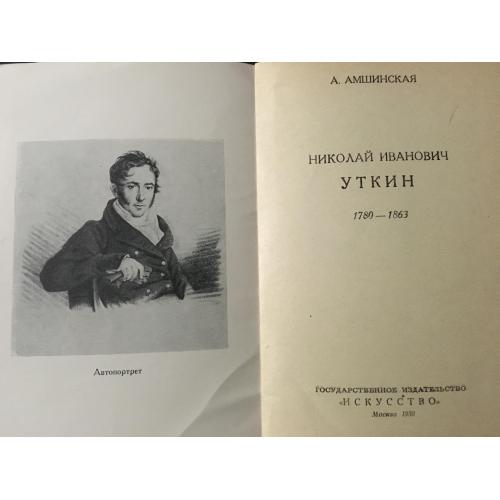 Автопортрет
А. АМШИНСКАЯ
НИКОЛАЙ ИВАНОВИЧ
УТКИН
1780—1863
ГОСУДАРСТВЕННОЕ ИЗДАТЕЛЬСТВО
«ИСКУССТВО»
Москва